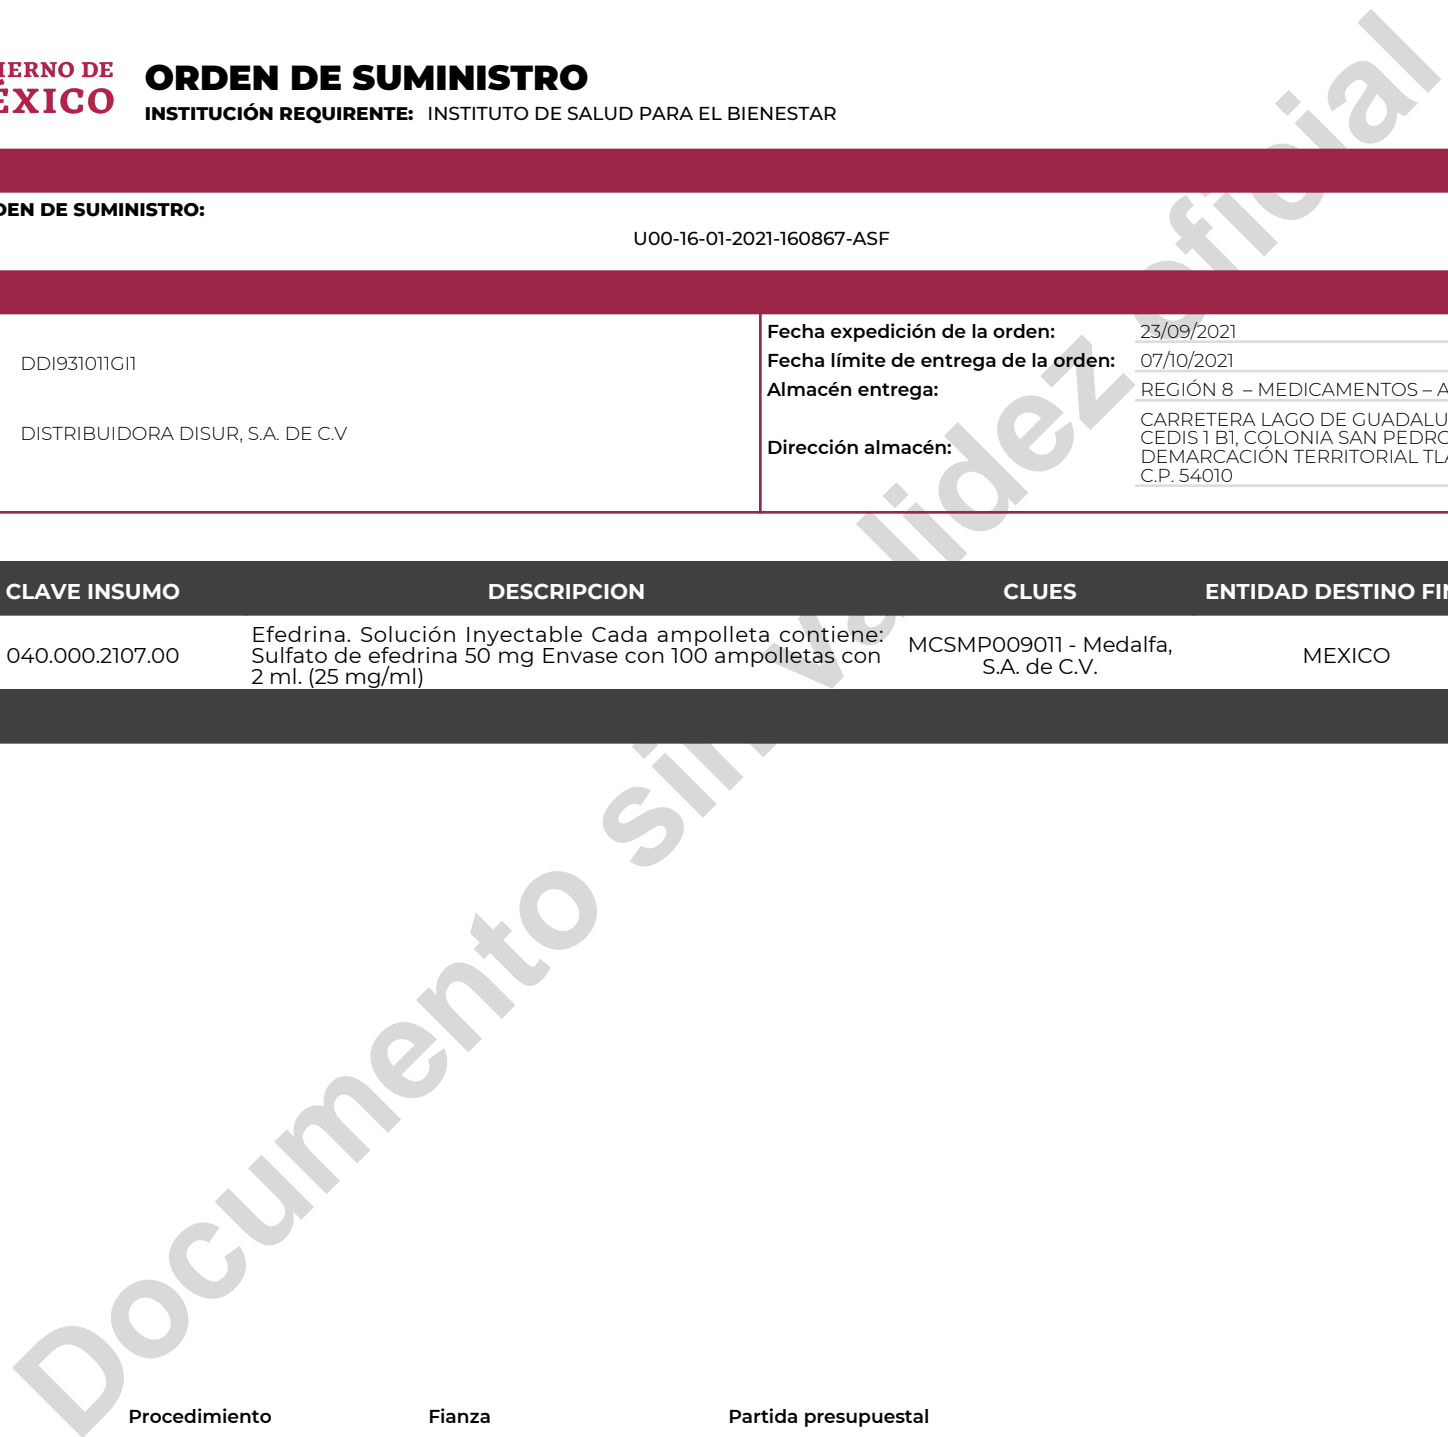 IERNO DE
ÉXICO
ORDEN DE SUMINISTRO
INSTITUCIÓN REQUIRENTE: INSTITUTO DE SALUD PARA EL BIENESTAR
DEN DE SUMINISTRO:
U00-16-01-2021-160867-ASF
DDI931011GI1
DISTRIBUIDORA DISUR, S.A. DE C.V
Fecha expedición de la orden: 23/09/2021
Fecha límite de entrega de la orden: 07/10/2021
Almacén entrega: REGIÓN 8 – MEDICAMENTOS – A
Dirección almacén:
CARRETERA LAGO DE GUADALU
CEDIS 1 B1, COLONIA SAN PEDRO
DEMARCACIÓN TERRITORIAL TLA
C.P. 54010
CLAVE INSUMO DESCRIPCION CLUES ENTIDAD DESTINO FIN
040.000.2107.00
Efedrina. Solución Inyectable Cada ampolleta contiene:
Sulfato de efedrina 50 mg Envase con 100 ampolletas con
2 ml. (25 mg/ml)
MCSMP009011 - Medalfa,
S.A. de C.V.
MEXICO
Documento sin validez oficial
Procedimiento Fianza Partida presupuestal